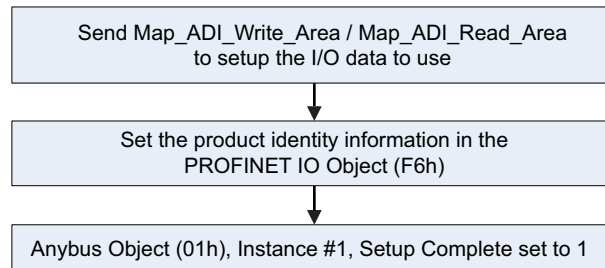 Send Map_ADI_Write_Area / Map_ADI_Read_Area
to setup the I/O data to use
Set the product identity information in the
PROFINET IO Object (F6h)
Anybus Object (01h), Instance #1, Setup Complete set to 1